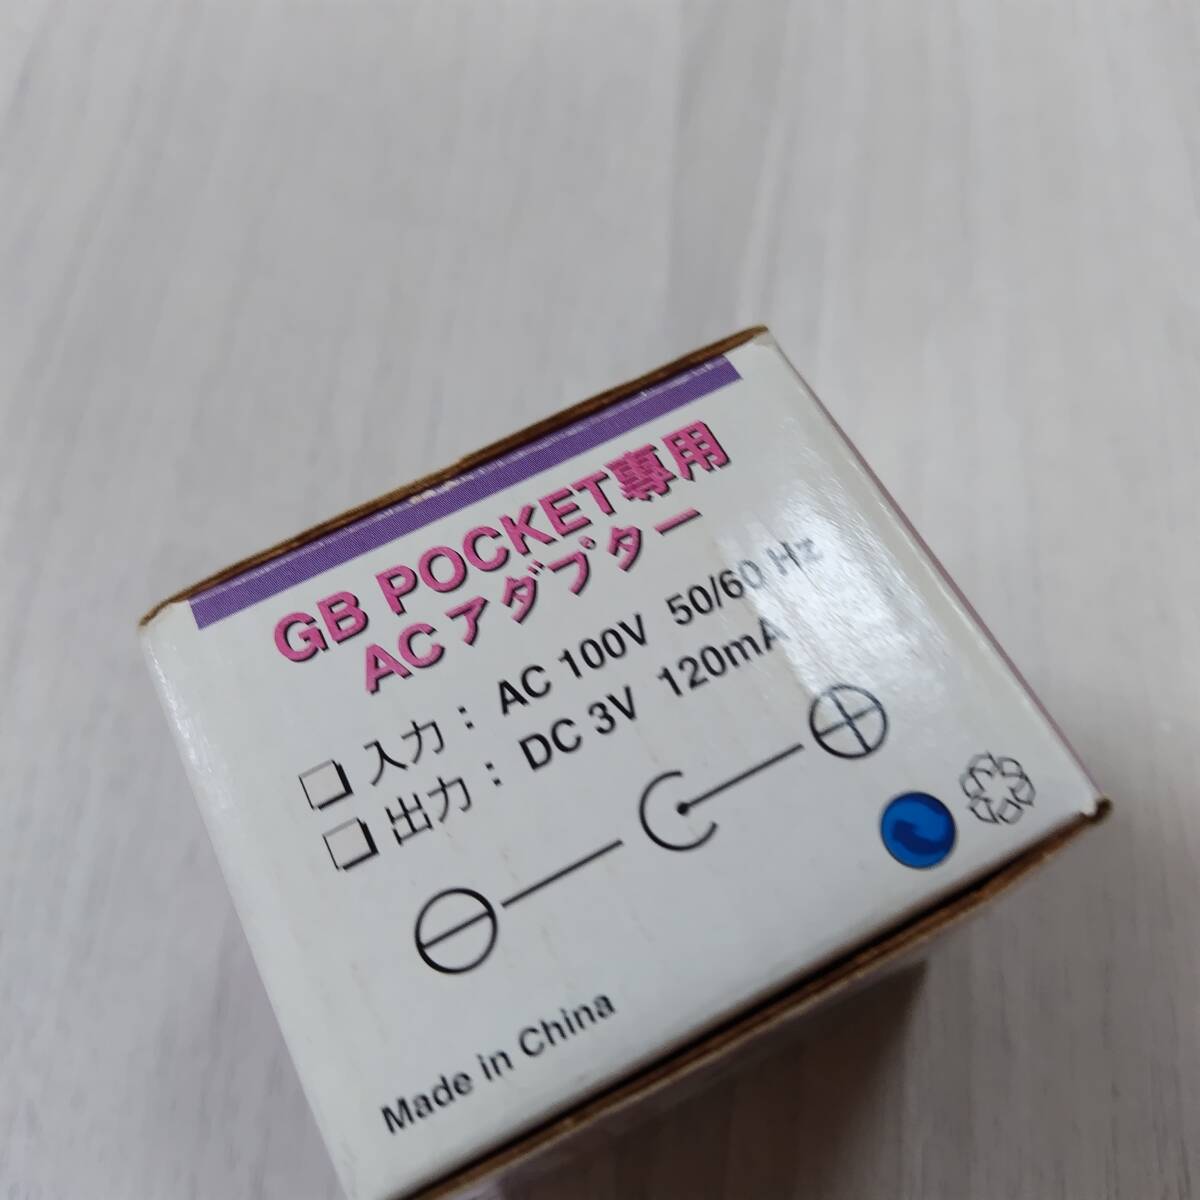 GB POCKET專用
ACアダプター
❏ 入力： AC 100V 50/60 Hz
❏ 出力： DC 3V 120mA
Made in China